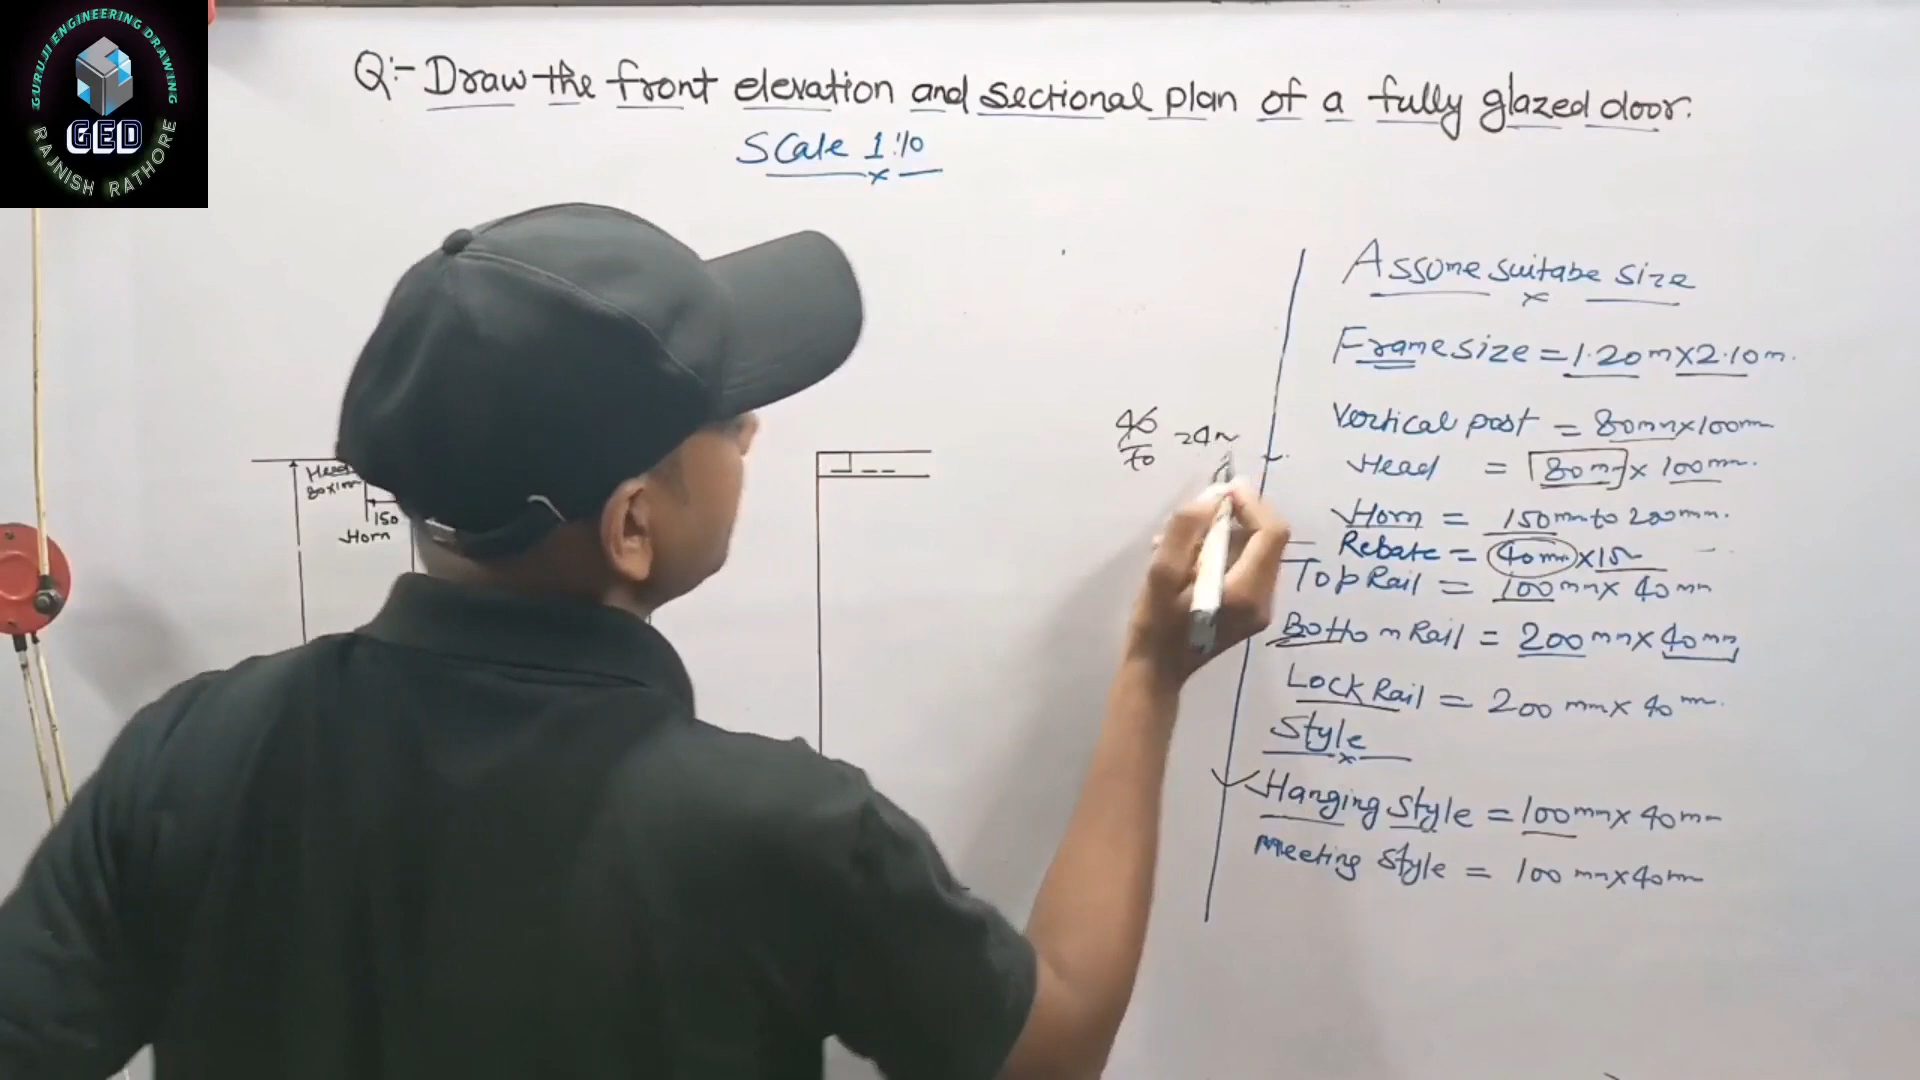 GURUJI ENGINEERING DRAWING
GED
RAJNISH RATHORE
Q:- Draw the front elevation and sectional plan of a fully glazed door.
Scale 1:10
Assume suitabe size
Frame size = 1.20m x 2.10m.
Vertical post = 80mm x 100mm
Head = 80mm x 100mm.
Horn = 150mm to 200mm.
Rebate = 40mm x 15
Top Rail = 100mm x 40mm
Bottom Rail = 200mm x 40mm
Lock Rail = 200mm x 40mm.
Style
Hanging style = 100mm x 40mm
Meeting style = 100mm x 40mm
40
10
=4
Head
80x100
150
Horn